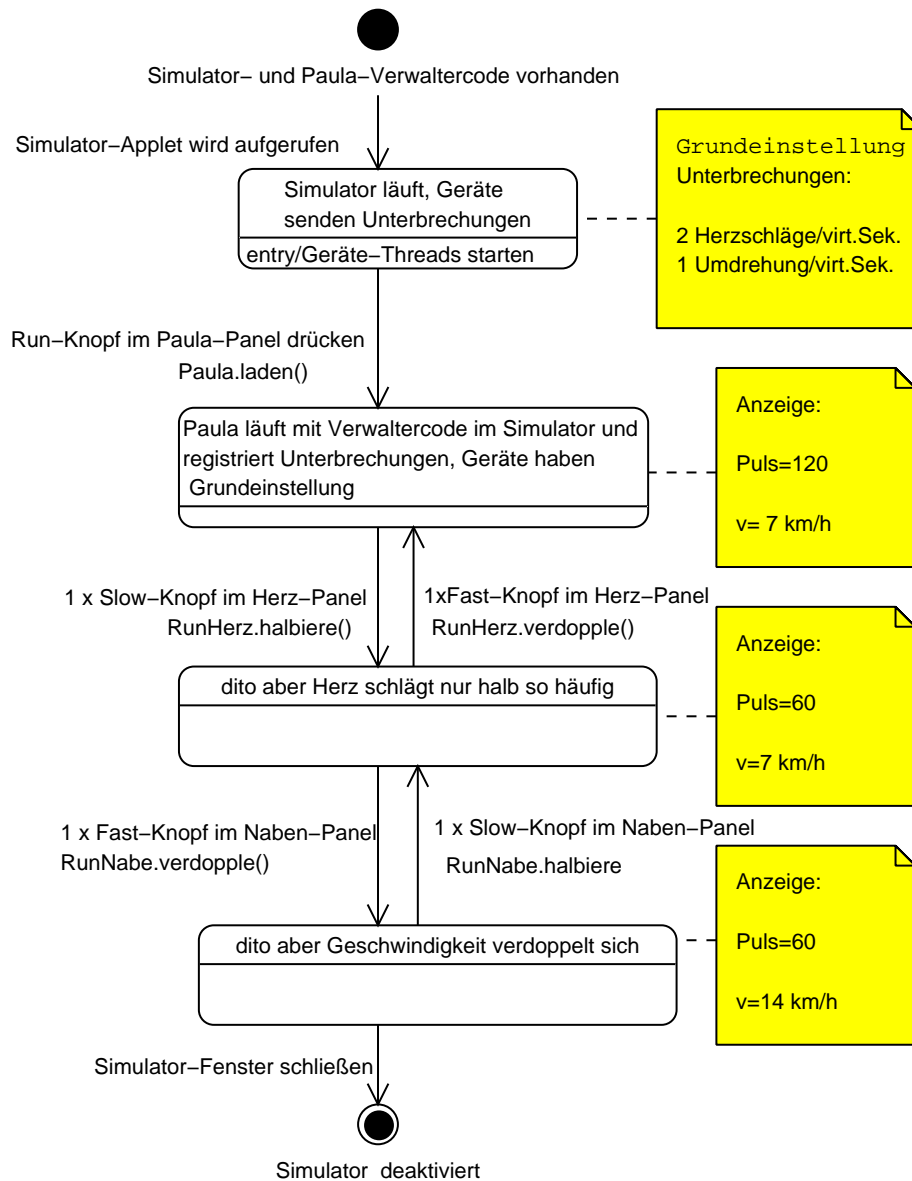 Simulator– und Paula–Verwaltercode vorhanden
Simulator–Applet wird aufgerufen
Simulator läuft, Geräte
senden Unterbrechungen
entry/Geräte–Threads starten
Grundeinstellung
Unterbrechungen:
2 Herzschläge/virt.Sek.
1 Umdrehung/virt.Sek.
Run–Knopf im Paula–Panel drücken
Paula.laden()
Paula läuft mit Verwaltercode im Simulator und
registriert Unterbrechungen, Geräte haben
Grundeinstellung
Anzeige:
Puls=120
v= 7 km/h
1 x Slow–Knopf im Herz–Panel
RunHerz.halbiere()
1xFast–Knopf im Herz–Panel
RunHerz.verdopple()
dito aber Herz schlägt nur halb so häufig
Anzeige:
Puls=60
v=7 km/h
1 x Fast–Knopf im Naben–Panel
RunNabe.verdopple()
1 x Slow–Knopf im Naben–Panel
RunNabe.halbiere
dito aber Geschwindigkeit verdoppelt sich
Anzeige:
Puls=60
v=14 km/h
Simulator–Fenster schließen
Simulator deaktiviert